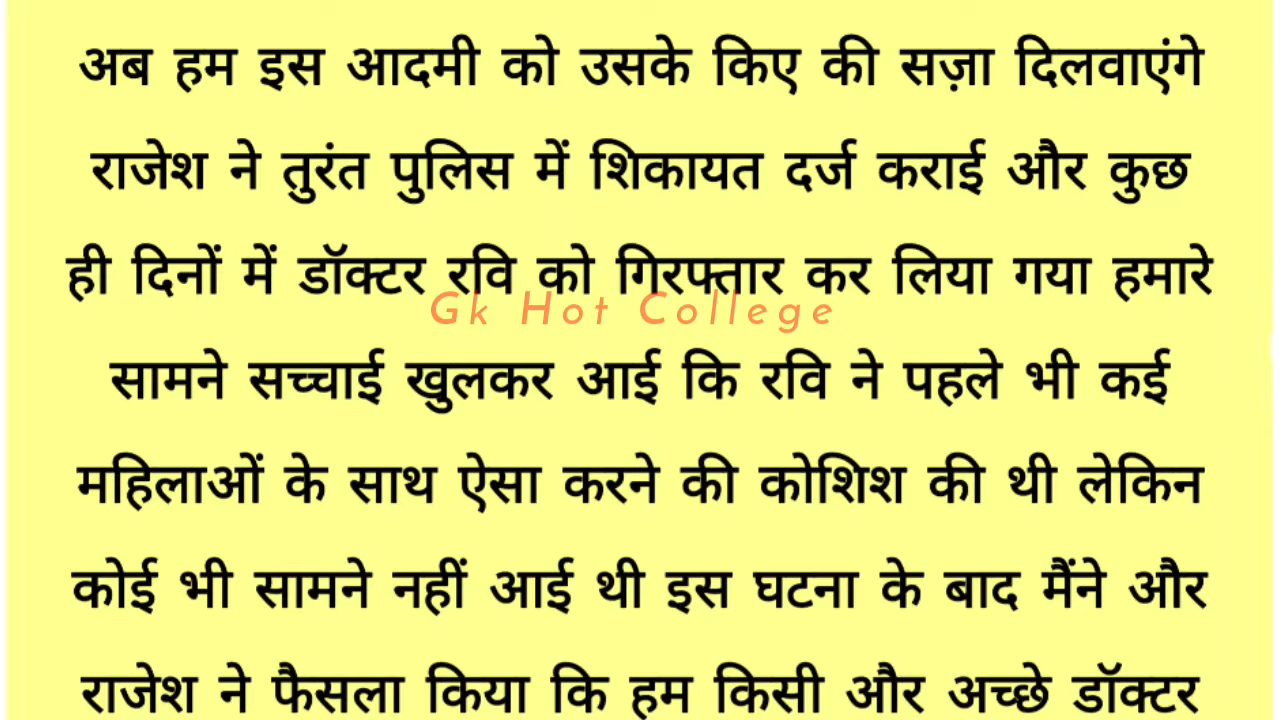 अब हम इस आदमी को उसके किए की सज़ा दिलवाएंगे
राजेश ने तुरंत पुलिस में शिकायत दर्ज कराई और कुछ
ही दिनों में डॉक्टर रवि को गिरफ्तार कर लिया गया हमारे
Gk Hot College
सामने सच्चाई खुलकर आई कि रवि ने पहले भी कई
महिलाओं के साथ ऐसा करने की कोशिश की थी लेकिन
कोई भी सामने नहीं आई थी इस घटना के बाद मैंने और
राजेश ने फैसला किया कि हम किसी और अच्छे डॉक्टर